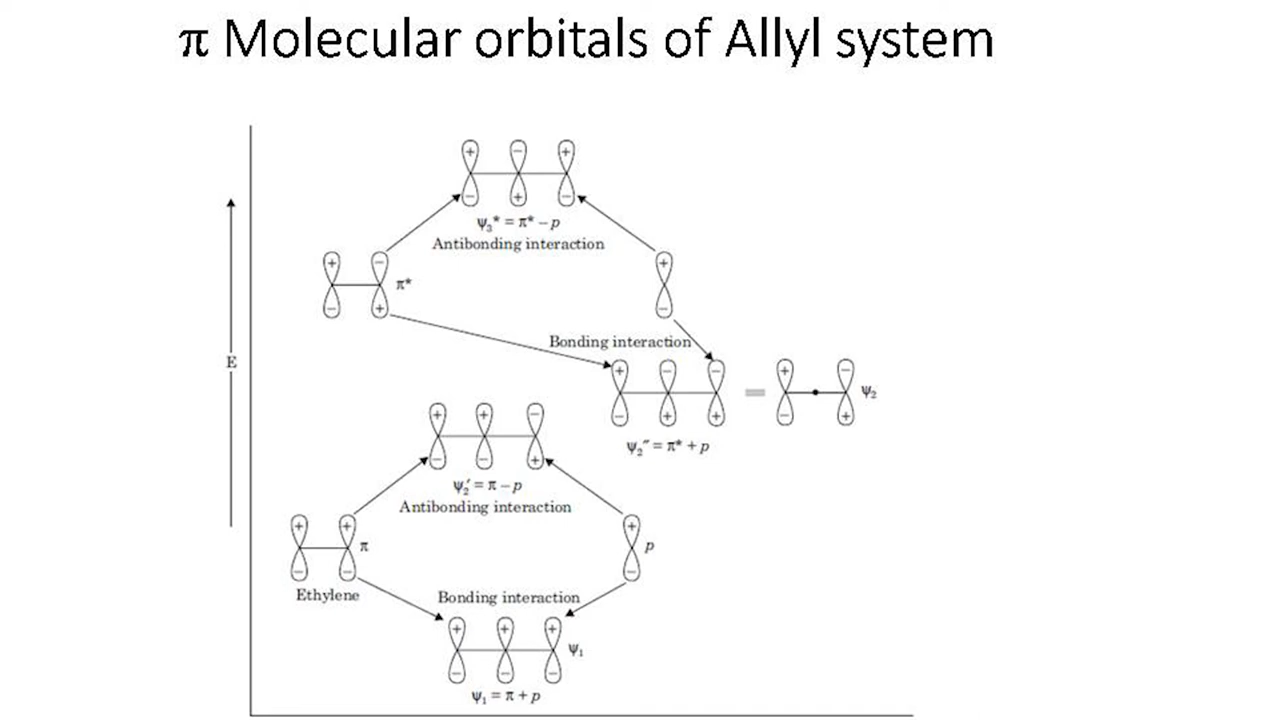 π Molecular orbitals of Allyl system
+ − +
− + −
ψ₃* = π* − p
Antibonding interaction
+ −
π*
− +
+
−
Bonding interaction
E
+ − −
− + +
+ −
− +
ψ₂
ψ₂″ = π* + p
+ + −
− − +
ψ₂′ = π − p
Antibonding interaction
+ +
π
− −
+
p
−
Ethylene
Bonding interaction
+ + +
ψ₁
− − −
ψ₁ = π + p